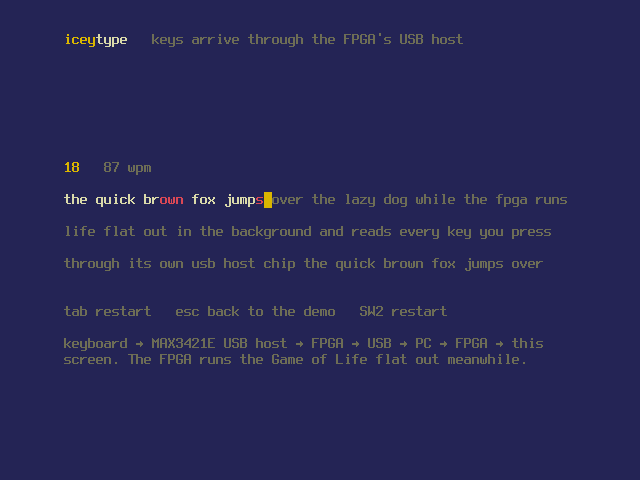 iceytype keys arrive through the FPGA's USB host
18 87 wpm
the quick brown fox jumps over the lazy dog while the fpga runs
life flat out in the background and reads every key you press
through its own usb host chip the quick brown fox jumps over
tab restart esc back to the demo SW2 restart
keyboard → MAX3421E USB host → FPGA → USB → PC → FPGA → this
screen. The FPGA runs the Game of Life flat out meanwhile.